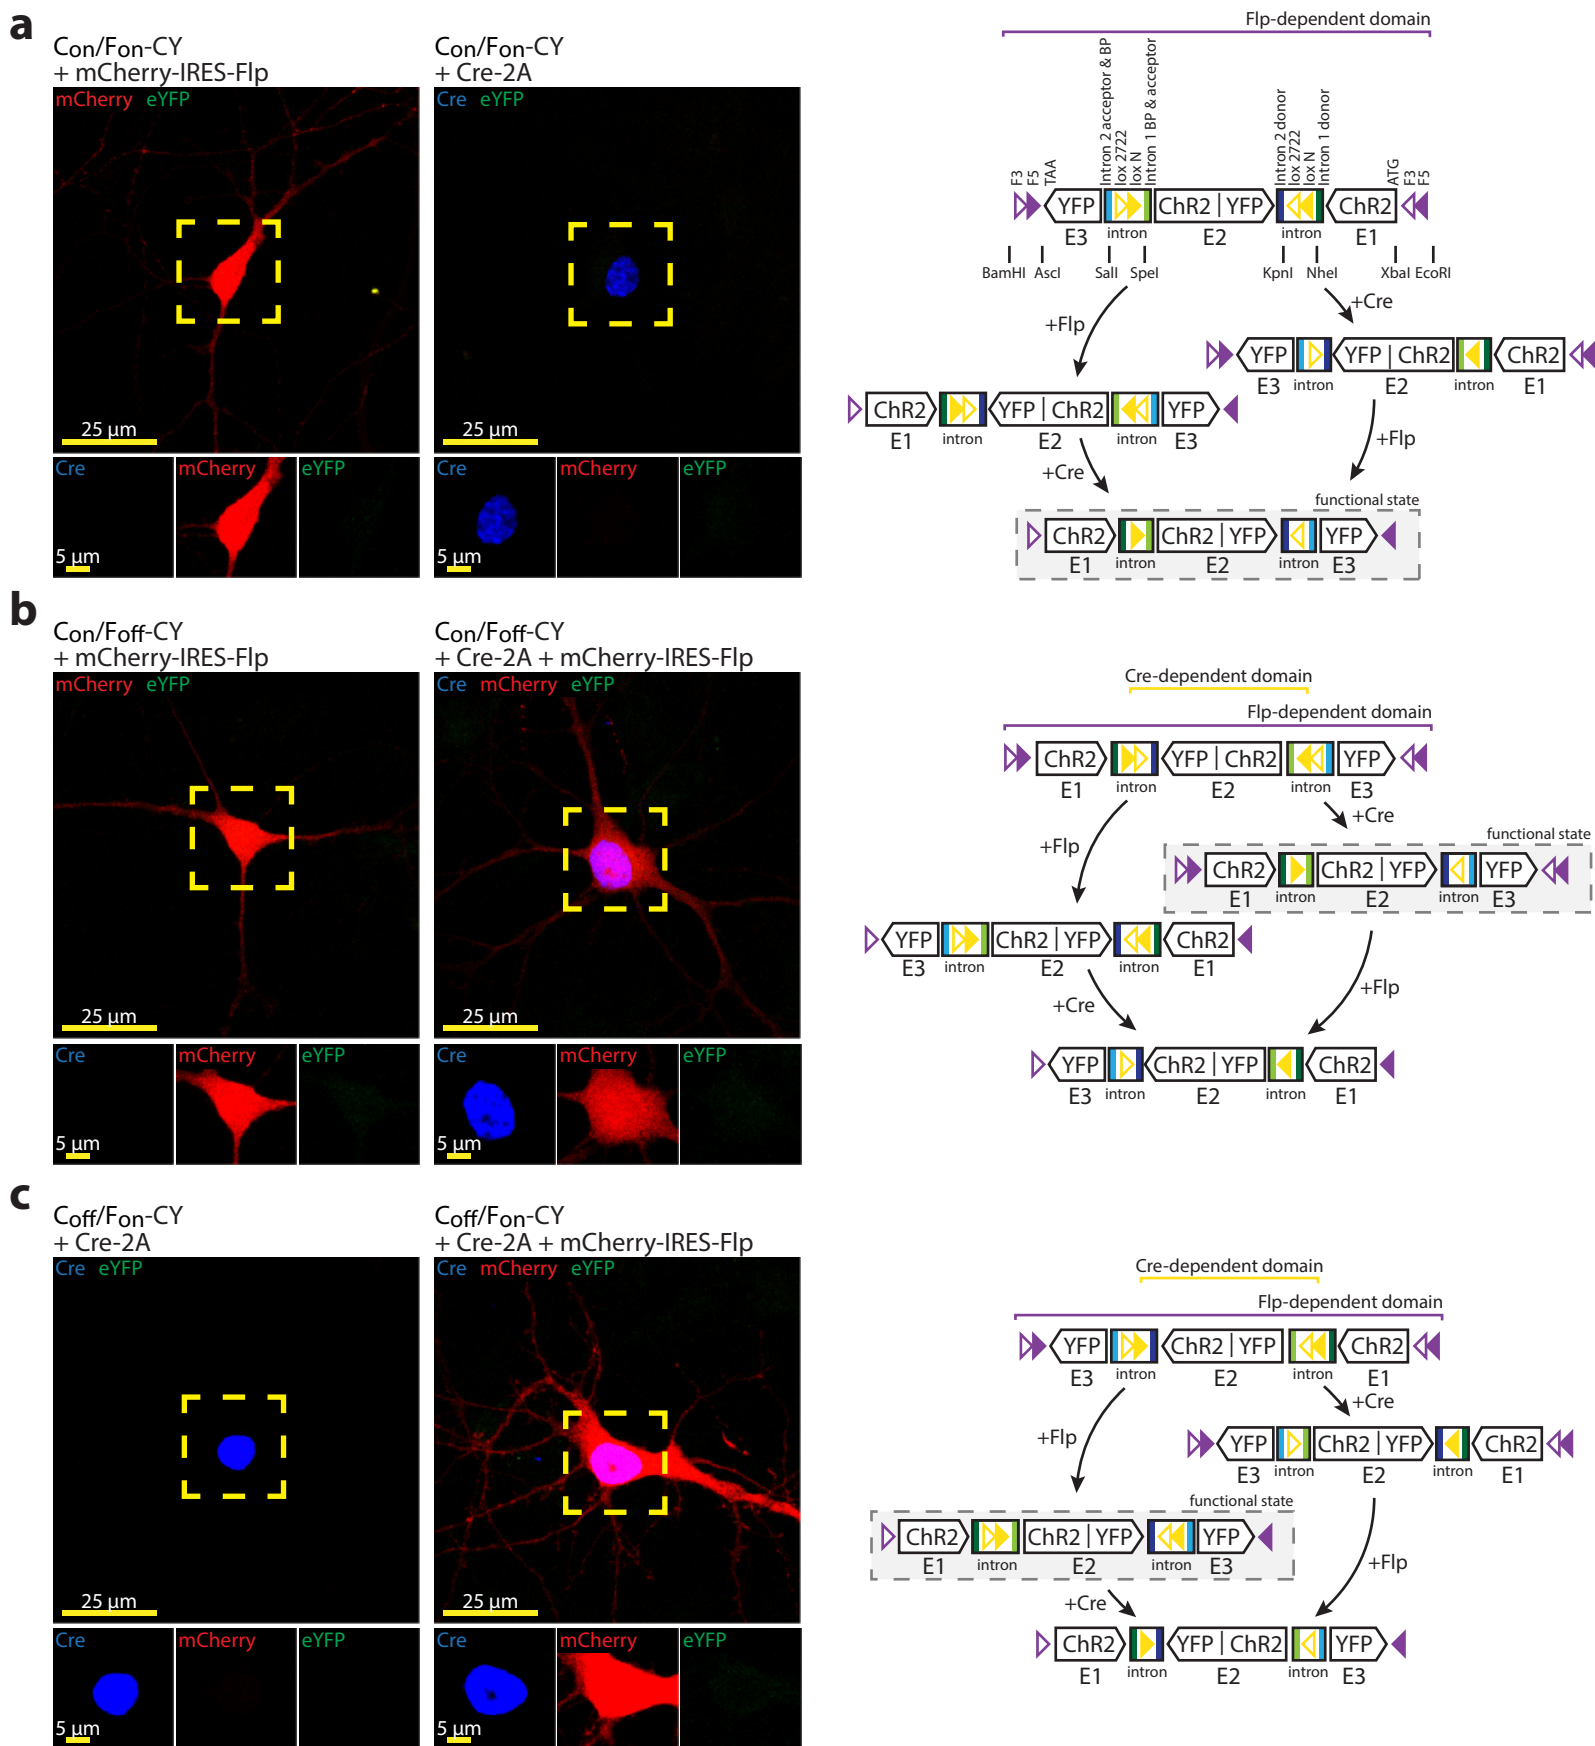 a
Con/Fon-CY
+ mCherry-IRES-Flp
mCherry eYFP
25 µm
Cre
mCherry
eYFP
5 µm
Con/Fon-CY
+ Cre-2A
Cre eYFP
25 µm
Cre
mCherry
eYFP
5 µm
Flp-dependent domain
F3
F5
TAA
Intron 2 acceptor & BP
lox 2722
lox N
Intron 1 BP & acceptor
Intron 2 donor
lox 2722
lox N
Intron 1 donor
ATG
F3
F5
YFP ChR2 | YFP ChR2
E3 intron E2 intron E1
BamHI AscI SalI SpeI KpnI NheI XbaI EcoRI
+Flp
+Cre
YFP YFP | ChR2 ChR2
E3 intron E2 intron E1
ChR2 YFP | ChR2 YFP
E1 intron E2 intron E3
+Cre
+Flp
functional state
ChR2 ChR2 | YFP YFP
E1 intron E2 intron E3
b
Con/Foff-CY
+ mCherry-IRES-Flp
mCherry eYFP
25 µm
Cre
mCherry
eYFP
5 µm
Con/Foff-CY
+ Cre-2A + mCherry-IRES-Flp
Cre mCherry eYFP
25 µm
Cre
mCherry
eYFP
5 µm
Cre-dependent domain
Flp-dependent domain
ChR2 YFP | ChR2 YFP
E1 intron E2 intron E3
+Flp
+Cre
functional state
ChR2 ChR2 | YFP YFP
E1 intron E2 intron E3
YFP ChR2 | YFP ChR2
E3 intron E2 intron E1
+Cre
+Flp
YFP ChR2 | YFP ChR2
E3 intron E2 intron E1
c
Coff/Fon-CY
+ Cre-2A
Cre eYFP
25 µm
Cre
mCherry
eYFP
5 µm
Coff/Fon-CY
+ Cre-2A + mCherry-IRES-Flp
Cre mCherry eYFP
25 µm
Cre
mCherry
eYFP
5 µm
Cre-dependent domain
Flp-dependent domain
YFP ChR2 | YFP ChR2
E3 intron E2 intron E1
+Flp
+Cre
YFP ChR2 | YFP ChR2
E3 intron E2 intron E1
functional state
ChR2 ChR2 | YFP YFP
E1 intron E2 intron E3
+Cre
+Flp
ChR2 YFP | ChR2 YFP
E1 intron E2 intron E3